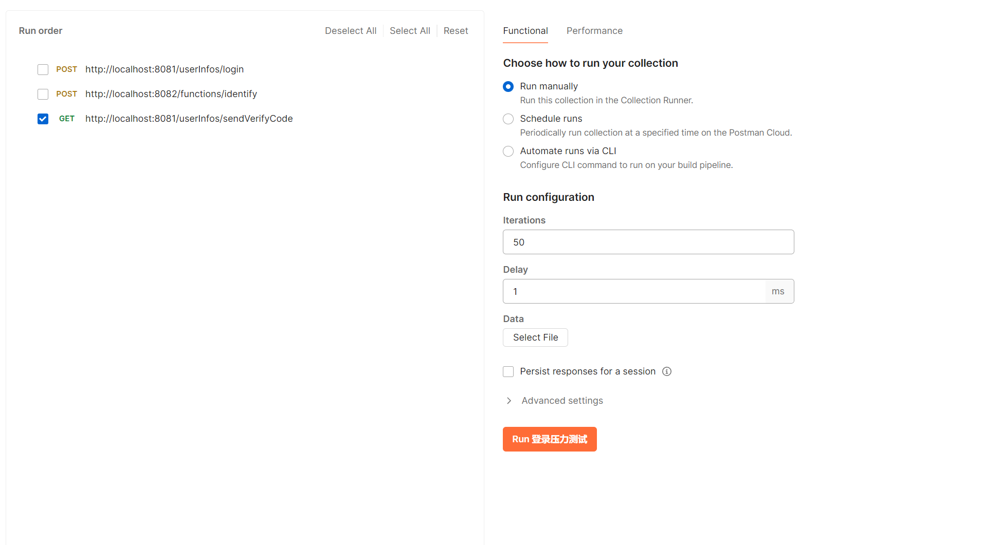 Run order
Deselect All
Select All
Reset
POST http://localhost:8081/userInfos/login
POST http://localhost:8082/functions/identify
GET http://localhost:8081/userInfos/sendVerifyCode
Functional
Performance
Choose how to run your collection
Run manually
Run this collection in the Collection Runner.
Schedule runs
Periodically run collection at a specified time on the Postman Cloud.
Automate runs via CLI
Configure CLI command to run on your build pipeline.
Run configuration
Iterations
50
Delay
1 ms
Data
Select File
Persist responses for a session
Advanced settings
Run 登录压力测试